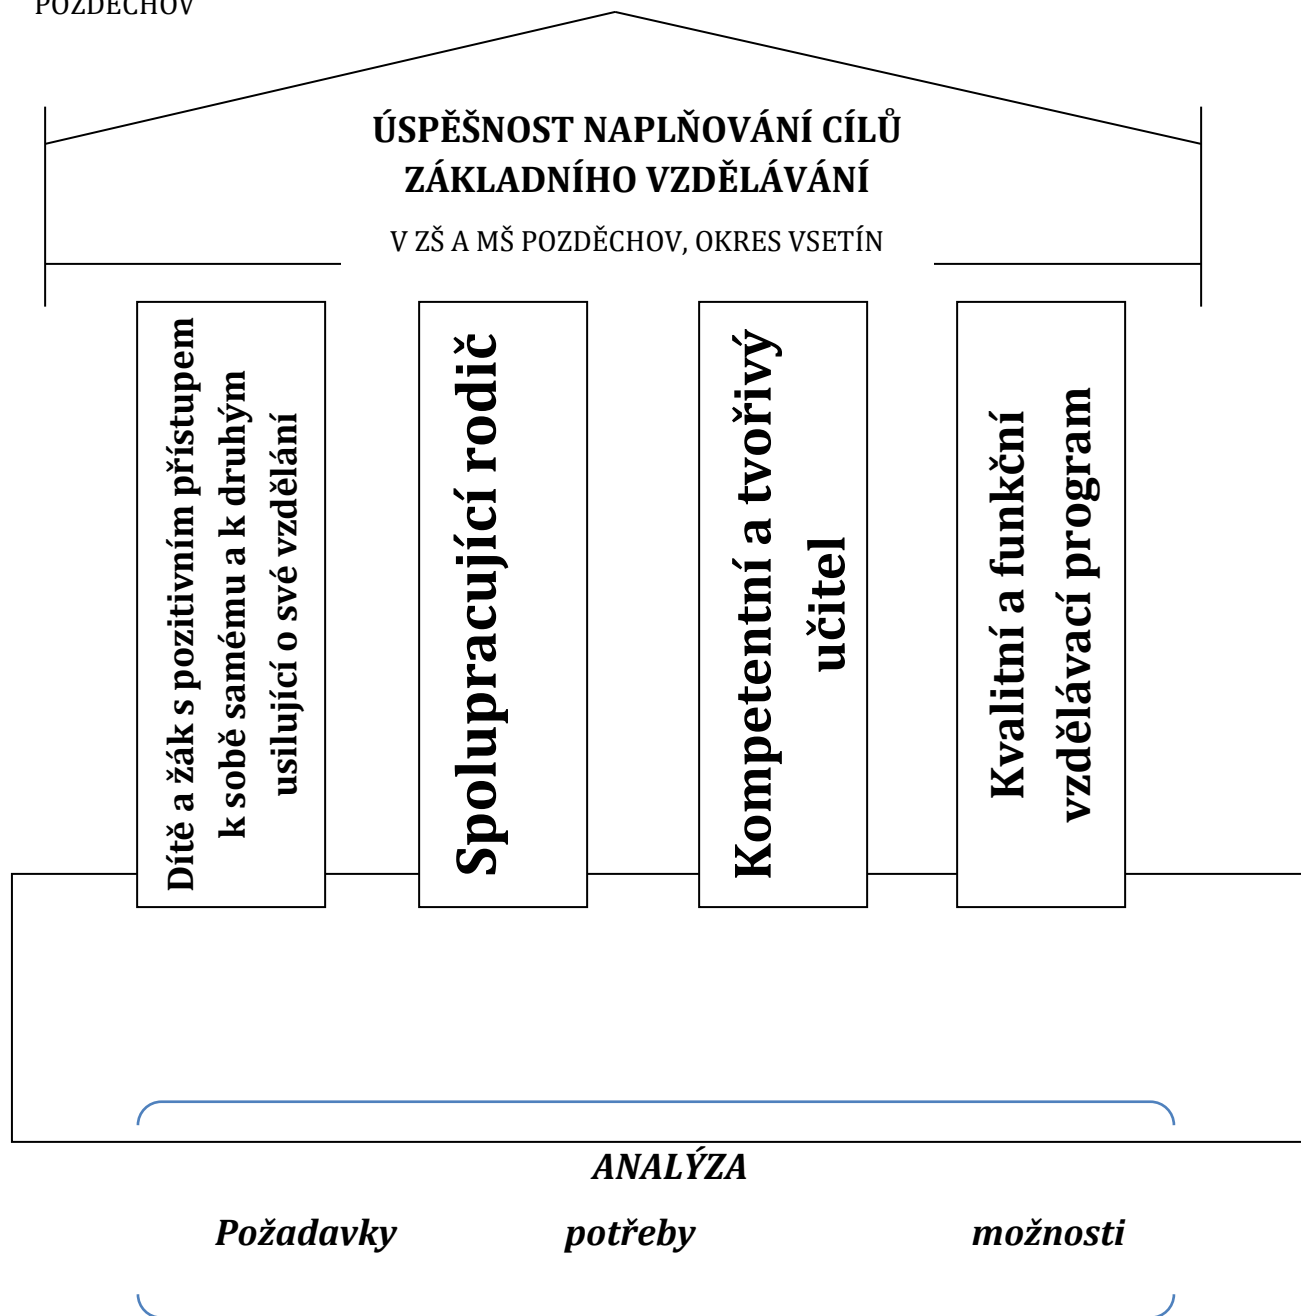 POZDĚCHOV
ÚSPĚŠNOST NAPLŇOVÁNÍ CÍLŮ
ZÁKLADNÍHO VZDĚLÁVÁNÍ
V ZŠ A MŠ POZDĚCHOV, OKRES VSETÍN
Dítě a žák s pozitivním přístupem
k sobě samému a k druhým
usilující o své vzdělání
Spolupracující rodič
Kompetentní a tvořivý
učitel
Kvalitní a funkční
vzdělávací program
ANALÝZA
Požadavky potřeby možnosti